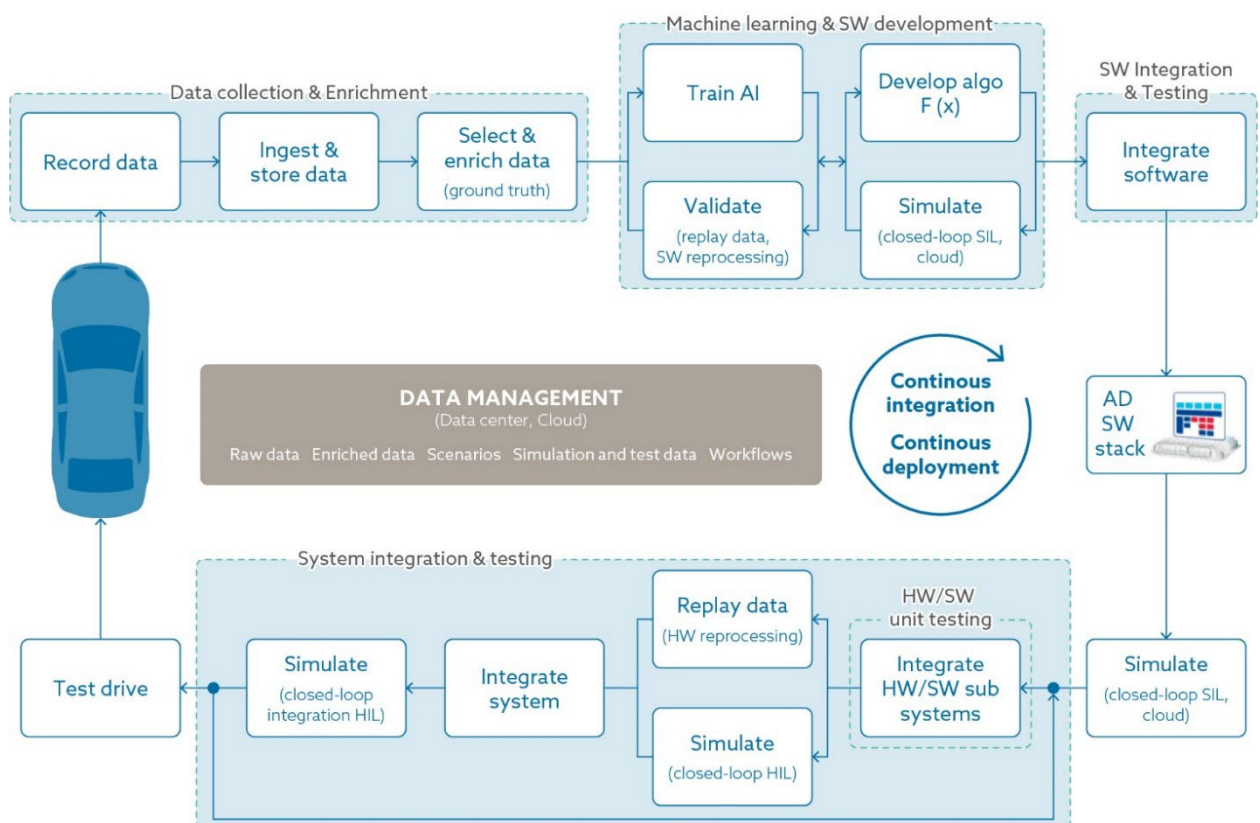 Machine learning & SW development
Data collection & Enrichment
SW Integration
& Testing
Record data
Ingest &
store data
Select &
enrich data
(ground truth)
Train AI
Develop algo
F (x)
Validate
(replay data,
SW reprocessing)
Simulate
(closed-loop SIL,
cloud)
Integrate
software
DATA MANAGEMENT
(Data center, Cloud)
Raw data Enriched data Scenarios Simulation and test data Workflows
Continous
integration
Continous
deployment
AD
SW
stack
System integration & testing
HW/SW
unit testing
Test drive
Simulate
(closed-loop
integration HIL)
Integrate
system
Replay data
(HW reprocessing)
Simulate
(closed-loop HIL)
Integrate
HW/SW sub
systems
Simulate
(closed-loop SIL,
cloud)